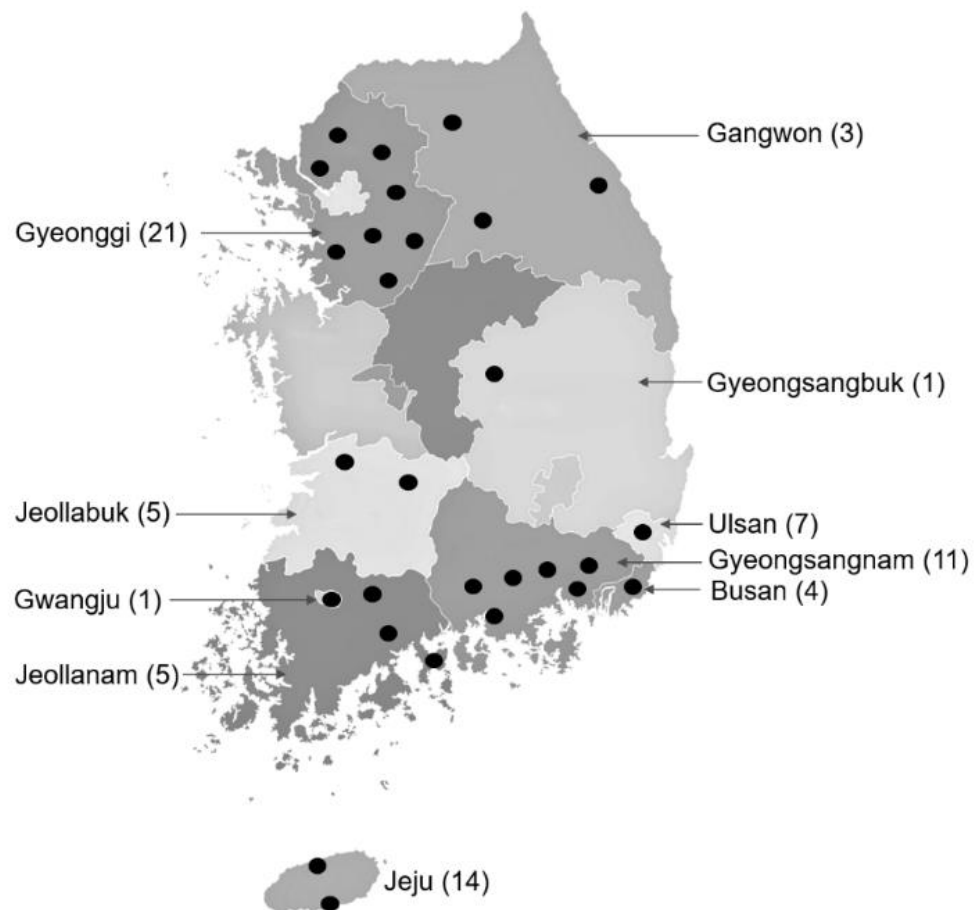 Gangwon (3)
Gyeonggi (21)
Gyeongsangbuk (1)
Jeollabuk (5)
Ulsan (7)
Gyeongsangnam (11)
Busan (4)
Gwangju (1)
Jeollanam (5)
Jeju (14)